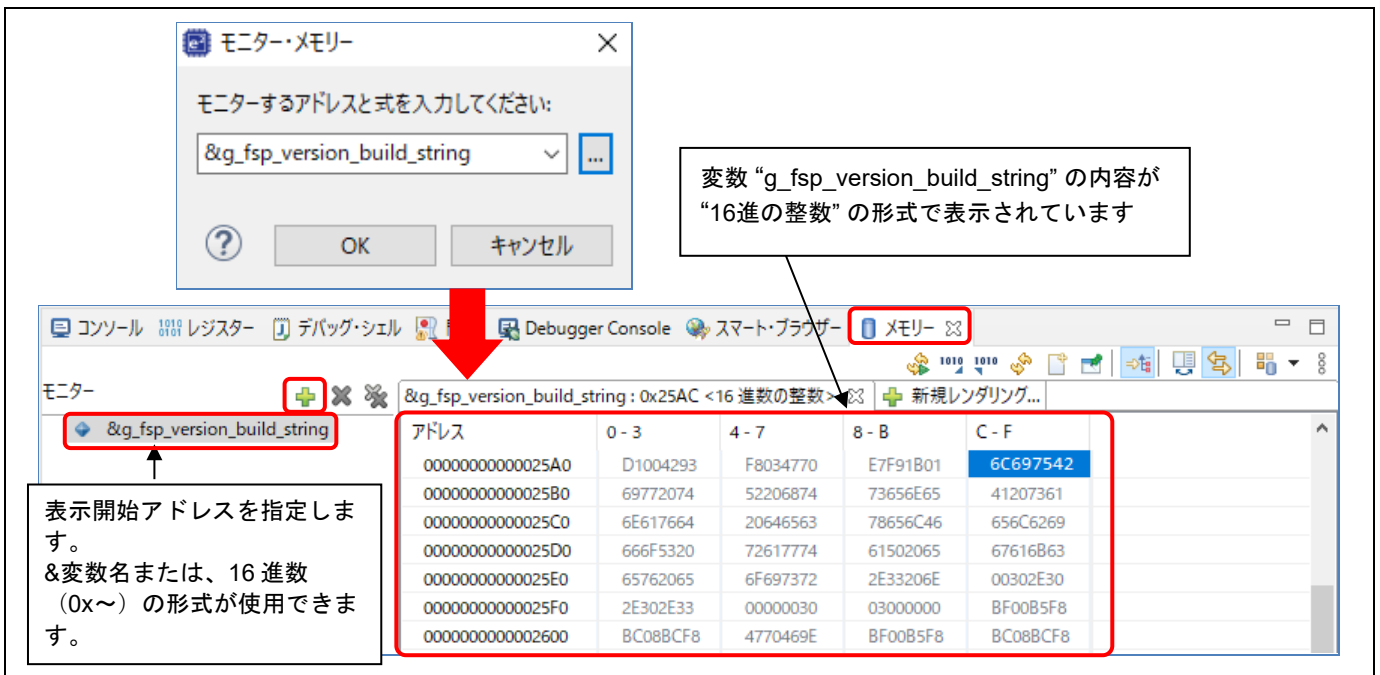 モニター・メモリー
モニターするアドレスと式を入力してください:
&g_fsp_version_build_string
...
OK
キャンセル
変数 “g_fsp_version_build_string” の内容が
“16進の整数” の形式で表示されています
コンソール レジスター デバッグ・シェル Debugger Console スマート・ブラウザー メモリー
モニター
&g_fsp_version_build_string : 0x25AC <16 進数の整数> 新規レンダリング...
&g_fsp_version_build_string
アドレス 0 - 3 4 - 7 8 - B C - F
00000000000025A0 D1004293 F8034770 E7F91B01 6C697542
00000000000025B0 69772074 52206874 73656E65 41207361
00000000000025C0 6E617664 20646563 78656C46 656C6269
00000000000025D0 666F5320 72617774 61502065 67616B63
00000000000025E0 65762065 6F697372 2E33206E 00302E30
00000000000025F0 2E302E33 00000030 03000000 BF00B5F8
0000000000002600 BC08BCF8 4770469E BF00B5F8 BC08BCF8
表示開始アドレスを指定しま
す。
&変数名または、16 進数
（0x～）の形式が使用できま
す。